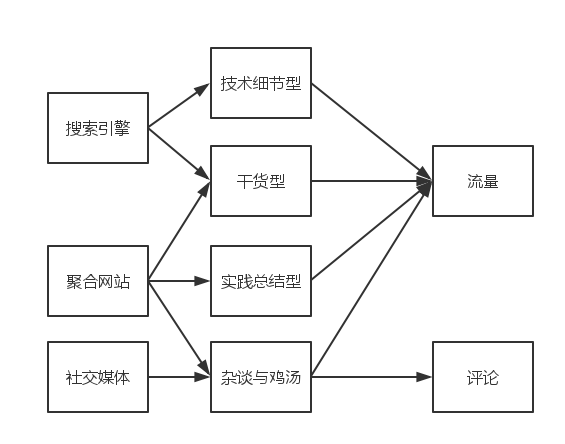 技术细节型
搜索引擎
干货型
流量
聚合网站
实践总结型
社交媒体
杂谈与鸡汤
评论